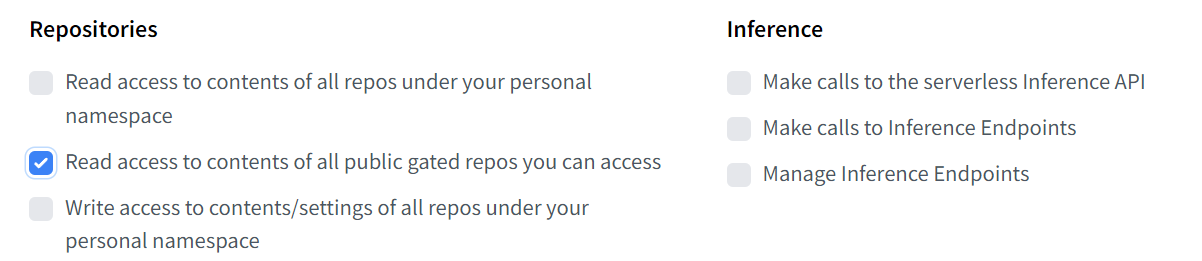 Repositories
Read access to contents of all repos under your personal
namespace
Read access to contents of all public gated repos you can access
Write access to contents/settings of all repos under your
personal namespace
Inference
Make calls to the serverless Inference API
Make calls to Inference Endpoints
Manage Inference Endpoints